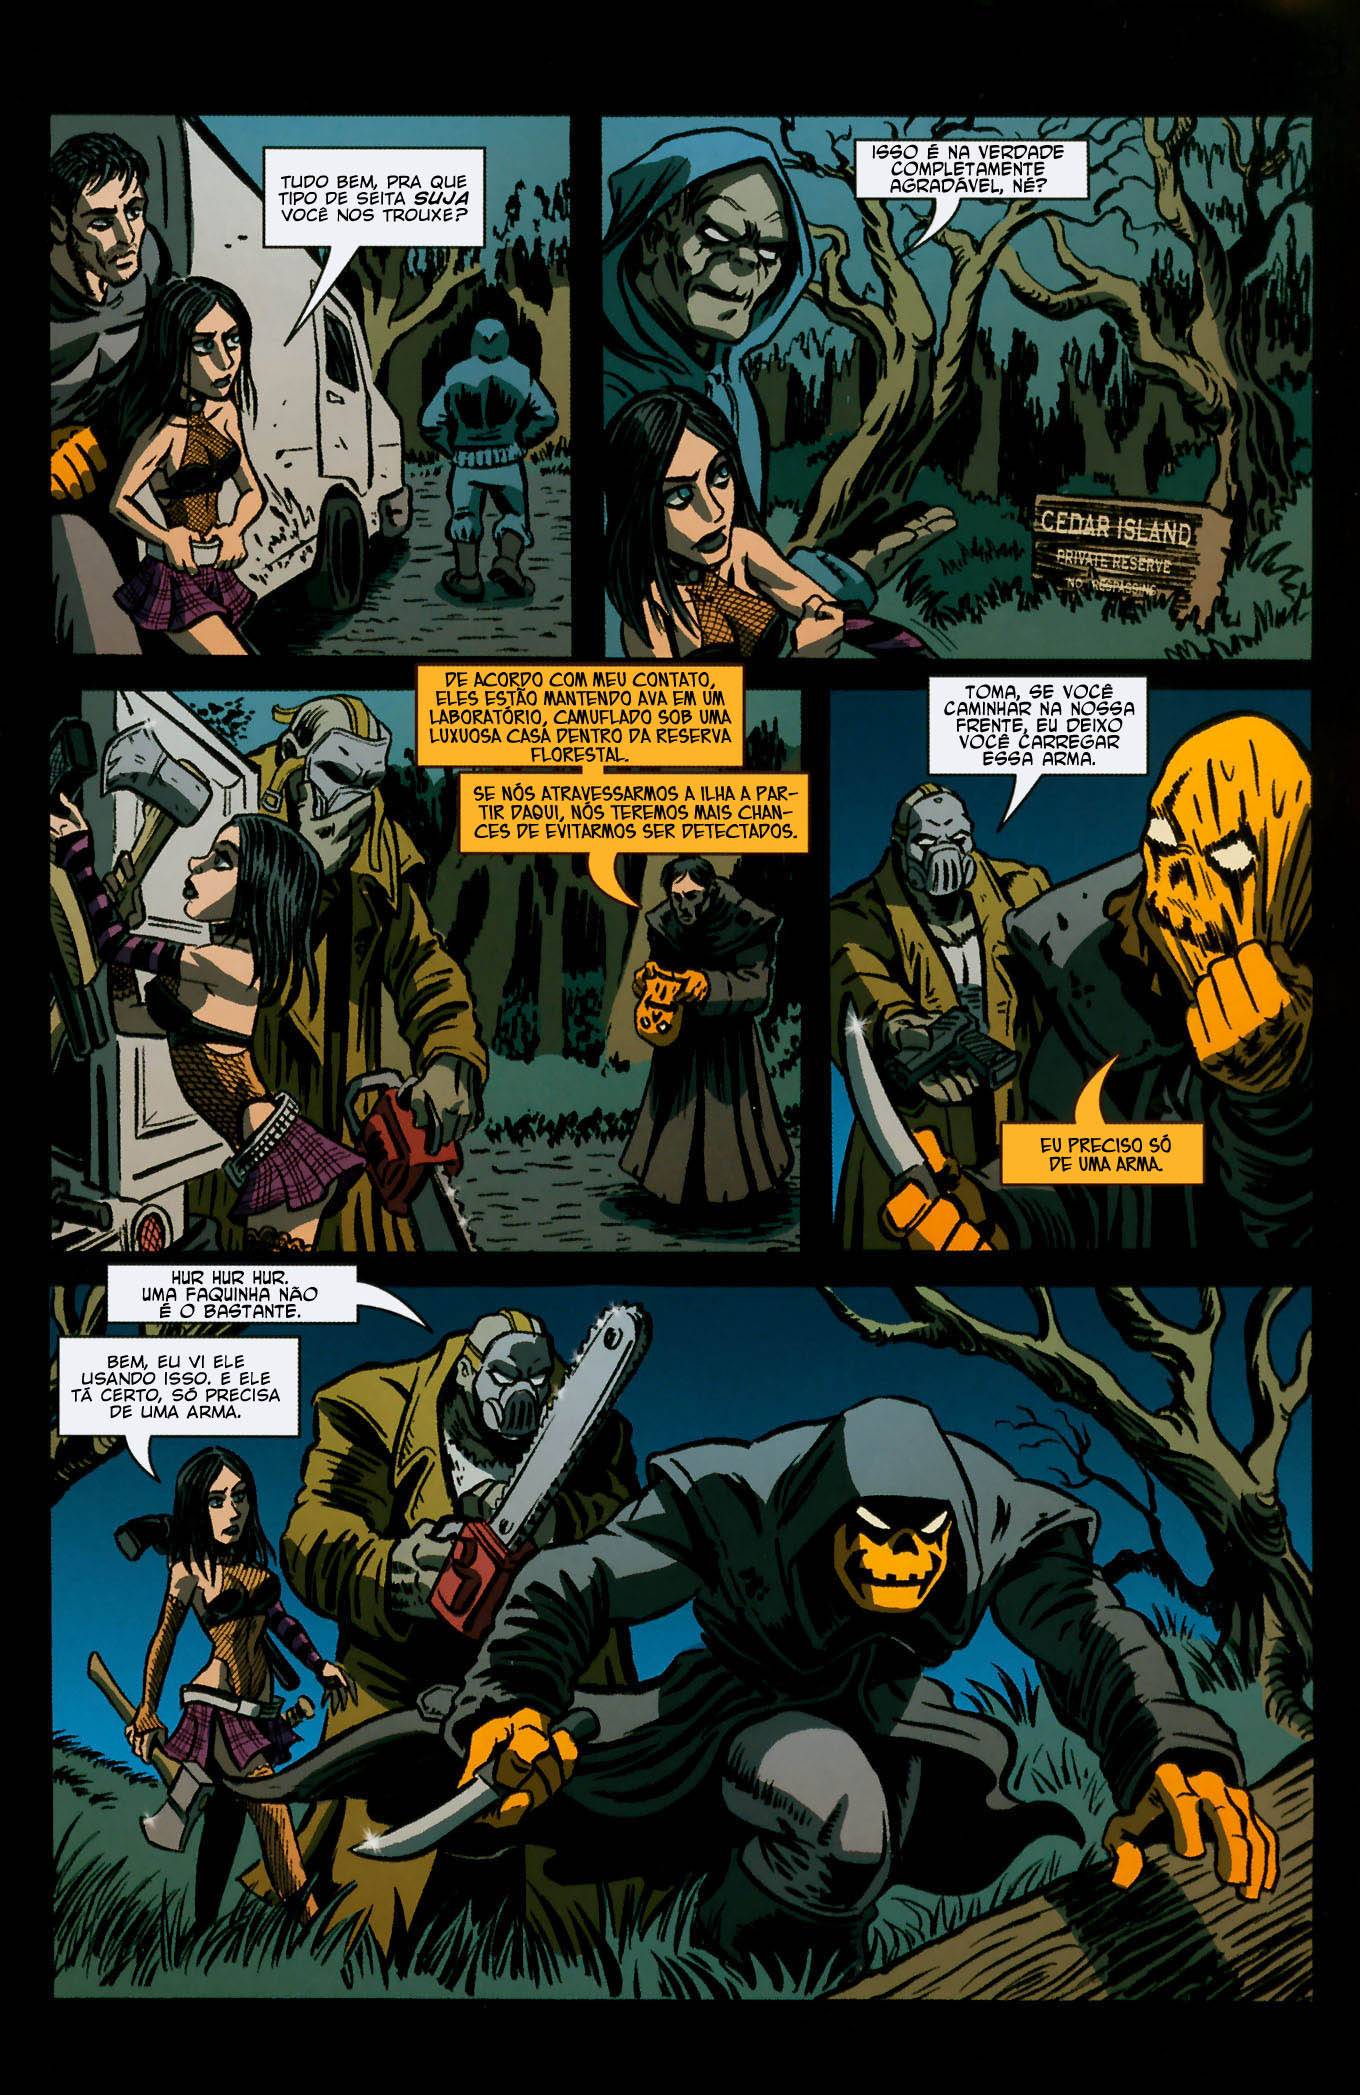 TUDO BEM, PRA QUE
TIPO DE SEITA SUJA
VOCÊ NOS TROUXE?
ISSO É NA VERDADE
COMPLETAMENTE
AGRADÁVEL, NÉ?
CEDAR ISLAND
PRIVATE RESERVE
NO TRESPASSING
DE ACORDO COM MEU CONTATO,
ELES ESTÃO MANTENDO AVA EM UM
LABORATÓRIO, CAMUFLADO SOB UMA
LUXUOSA CASA DENTRO DA RESERVA
FLORESTAL.
SE NÓS ATRAVESSARMOS A ILHA A PAR-
TIR DAQUI, NÓS TEREMOS MAIS CHAN-
CES DE EVITARMOS SER DETECTADOS.
TOMA, SE VOCÊ
CAMINHAR NA NOSSA
FRENTE, EU DEIXO
VOCÊ CARREGAR
ESSA ARMA.
EU PRECISO SÓ
DE UMA ARMA.
HUR HUR HUR.
UMA FAQUINHA NÃO
É O BASTANTE.
BEM, EU VI ELE
USANDO ISSO. E ELE
TÁ CERTO, SÓ PRECISA
DE UMA ARMA.